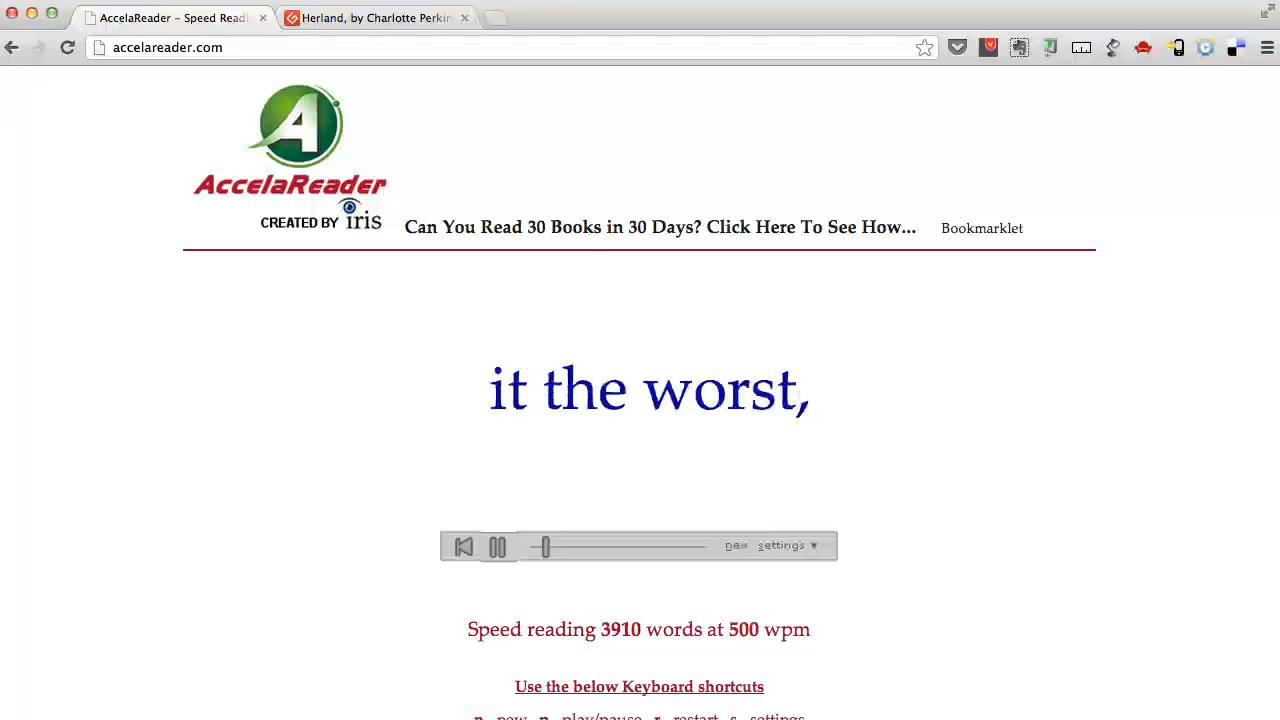 AccelaReader – Speed Readi
Herland, by Charlotte Perkin
accelareader.com
A
AccelaReader
CREATED BY iris
Can You Read 30 Books in 30 Days? Click Here To See How... Bookmarklet
it the worst,
new settings ▼
Speed reading 3910 words at 500 wpm
Use the below Keyboard shortcuts
n - new p - play/pause r - restart s - settings